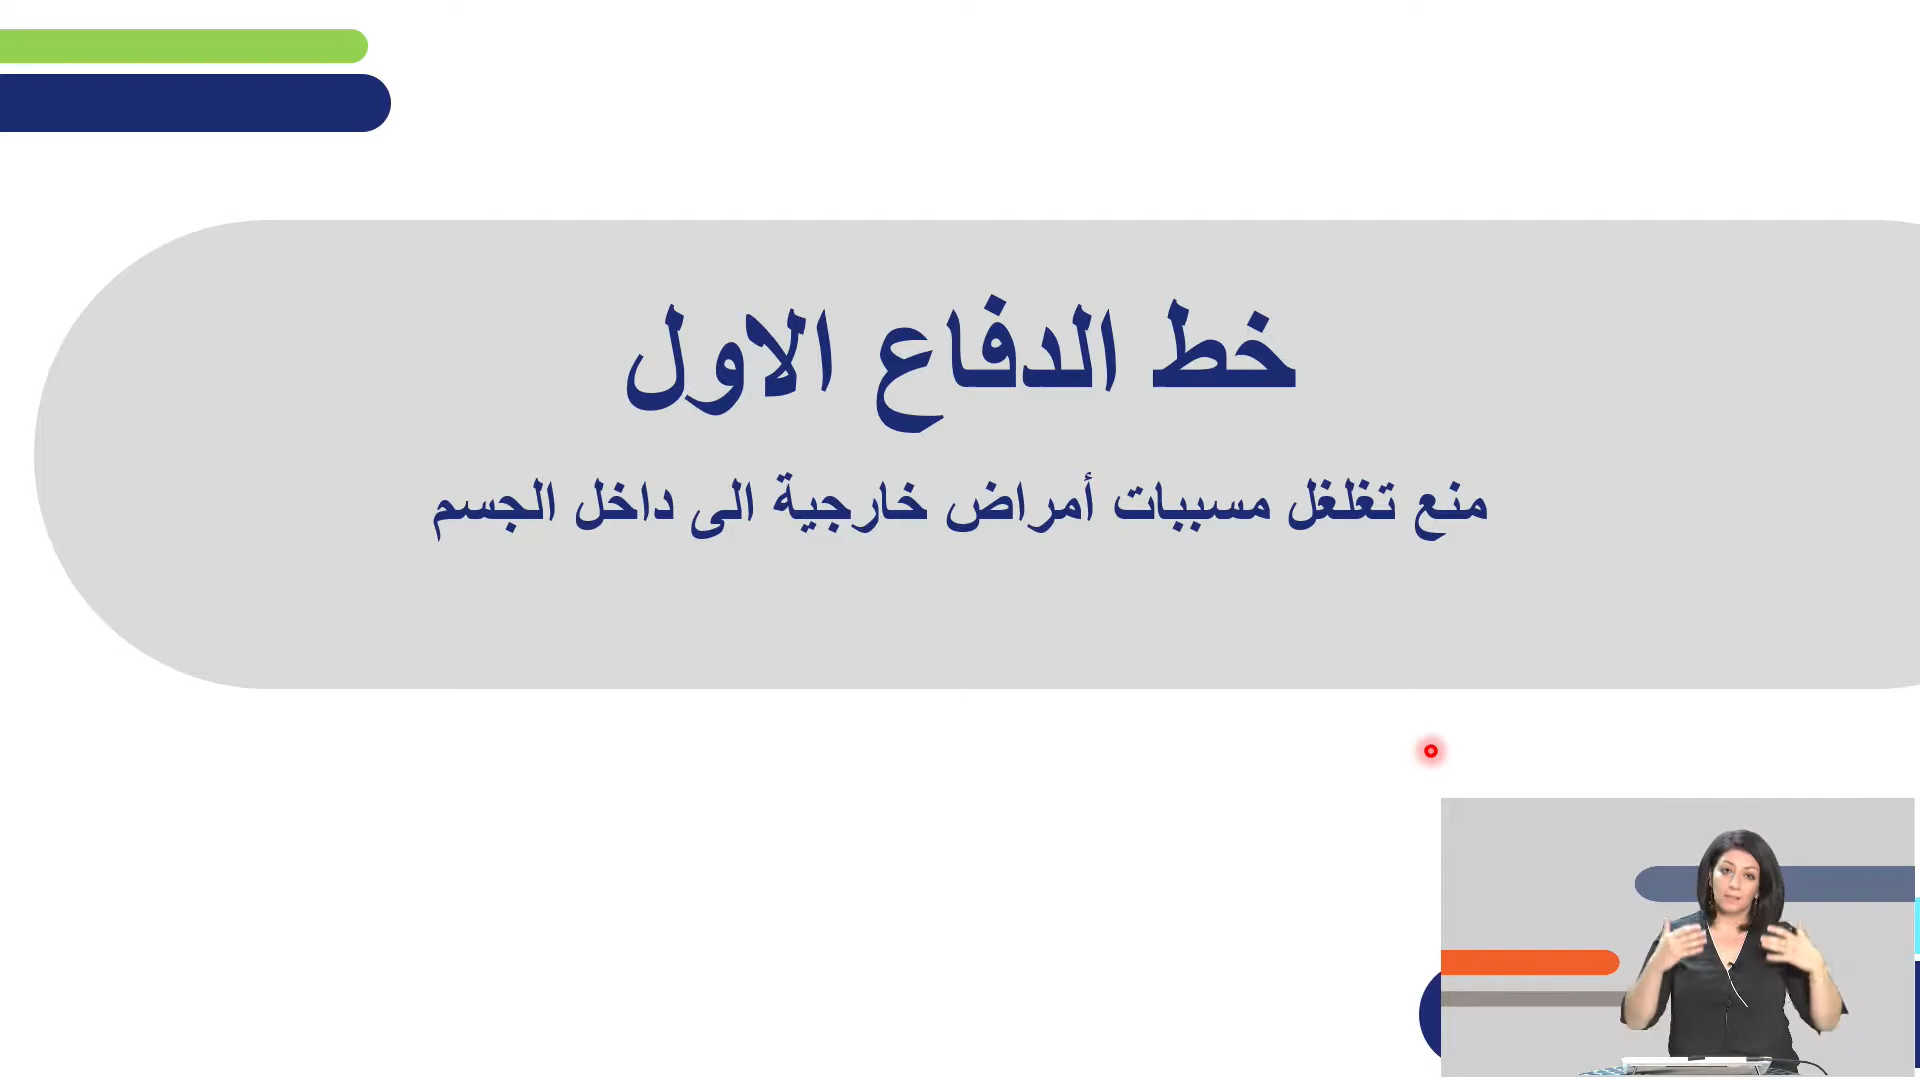 خط الدفاع الاول
منع تغلغل مسببات أمراض خارجية الى داخل الجسم